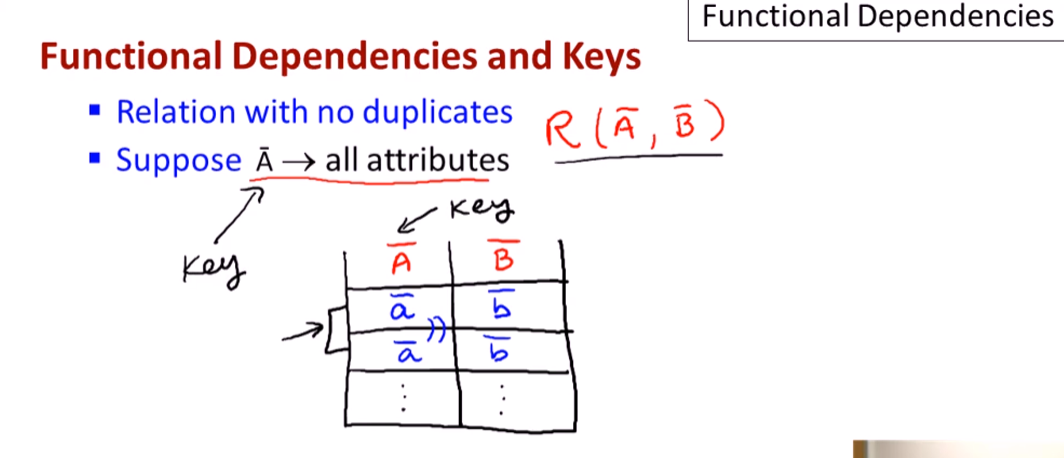 Functional Dependencies
Functional Dependencies and Keys
▪ Relation with no duplicates
R (Ā, B̄)
▪ Suppose Ā → all attributes
key
key
Ā B̄
ā b̄
ā b̄
⋮ ⋮